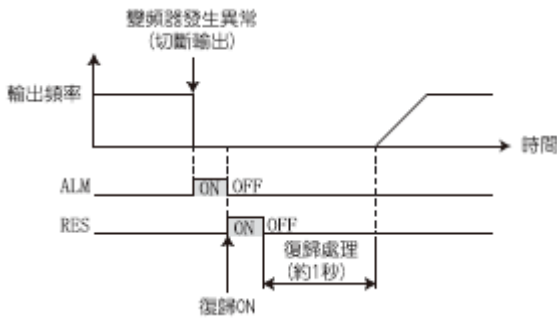 變頻器發生異常
(切斷輸出)
輸出頻率
時間
ALM
ON
OFF
RES
ON
OFF
復歸處理
(約1秒)
復歸ON